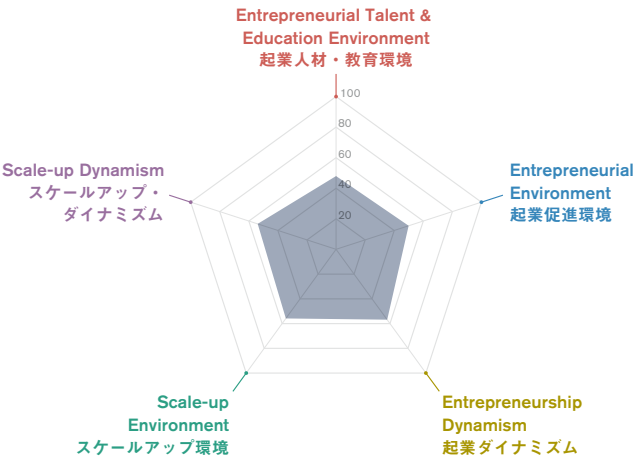 Entrepreneurial Talent &
Education Environment
起業人材・教育環境
100
80
60
40
20
Scale-up Dynamism
スケールアップ・
ダイナミズム
Entrepreneurial
Environment
起業促進環境
Scale-up
Environment
スケールアップ環境
Entrepreneurship
Dynamism
起業ダイナミズム